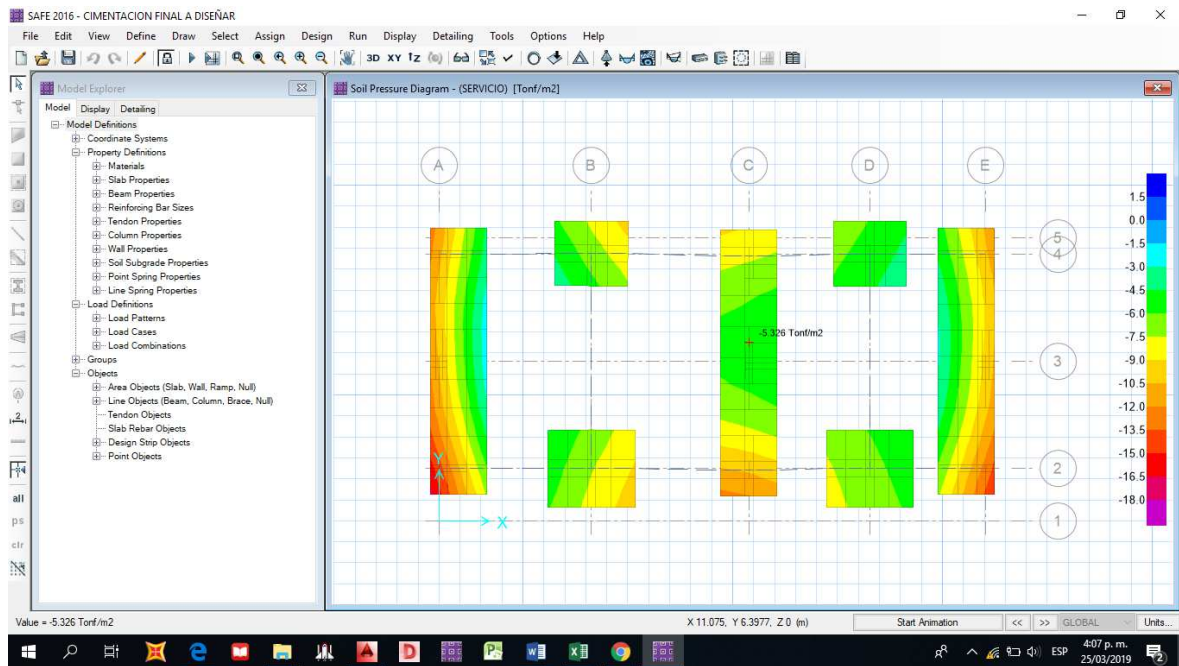 SAFE 2016 - CIMENTACION FINAL A DISEÑAR
File Edit View Define Draw Select Assign Design Run Display Detailing Tools Options Help
3D XY
Model Explorer
Model Display Detailing
Model Definitions
Coordinate Systems
Property Definitions
Materials
Slab Properties
Beam Properties
Reinforcing Bar Sizes
Tendon Properties
Column Properties
Wall Properties
Soil Subgrade Properties
Point Spring Properties
Line Spring Properties
Load Definitions
Load Patterns
Load Cases
Load Combinations
Groups
Objects
Area Objects (Slab, Wall, Ramp, Null)
Line Objects (Beam, Column, Brace, Null)
Tendon Objects
Slab Rebar Objects
Design Strip Objects
Point Objects
all
ps
clr
Soil Pressure Diagram - (SERVICIO) [Tonf/m2]
A B C D E
5
4
3
2
1
-5.326 Tonf/m2
Y
X
1.5
0.0
-1.5
-3.0
-4.5
-6.0
-7.5
-9.0
-10.5
-12.0
-13.5
-15.0
-16.5
-18.0
Value = -5.326 Tonf/m2
X 11.075, Y 6.3977, Z 0 (m)
Start Animation << >> GLOBAL Units...
ESP
4:07 p. m.
25/03/2019